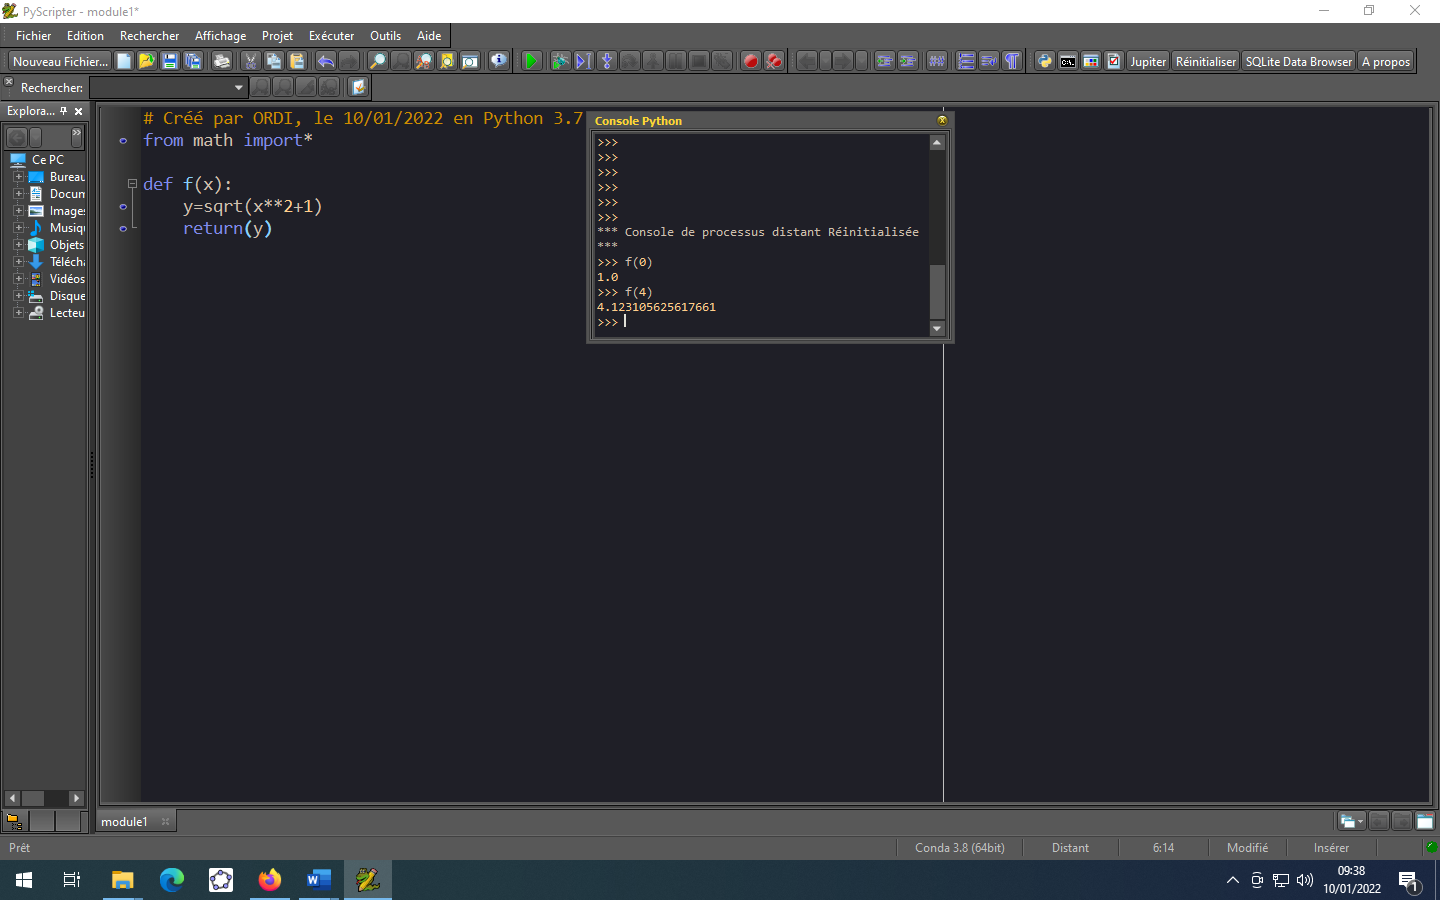 PyScripter - module1*
Fichier Edition Rechercher Affichage Projet Exécuter Outils Aide
Nouveau Fichier... Jupiter Réinitialiser SQLite Data Browser A propos
Rechercher:
Explora...
Ce PC
Bureau
Docum
Images
Musiqu
Objets
Téléch
Vidéos
Disque
Lecteu
# Créé par ORDI, le 10/01/2022 en Python 3.7
from math import*
def f(x):
y=sqrt(x**2+1)
return(y)
Console Python
>>>
>>>
>>>
>>>
>>>
>>>
*** Console de processus distant Réinitialisée
***
>>> f(0)
1.0
>>> f(4)
4.123105625617661
>>>
module1
Prêt Conda 3.8 (64bit) Distant 6:14 Modifié Insérer
09:38
10/01/2022
1